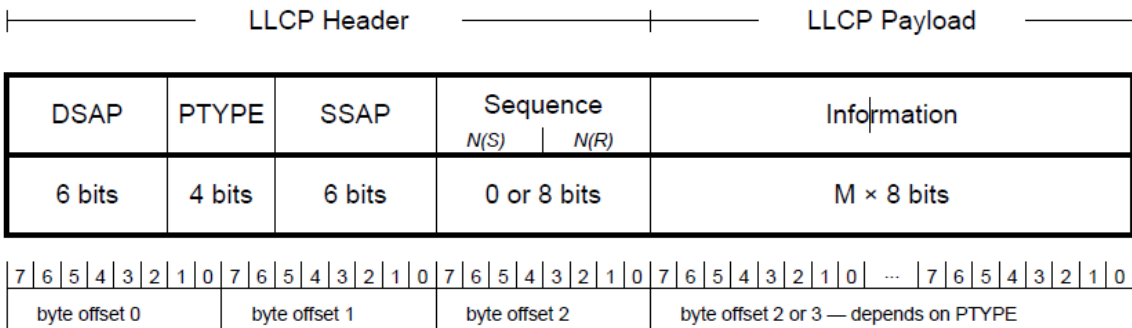 LLCP Header LLCP Payload
DSAP PTYPE SSAP Sequence Information
N(S) N(R)
6 bits 4 bits 6 bits 0 or 8 bits M × 8 bits
7 6 5 4 3 2 1 0 7 6 5 4 3 2 1 0 7 6 5 4 3 2 1 0 7 6 5 4 3 2 1 0 ... 7 6 5 4 3 2 1 0
byte offset 0 byte offset 1 byte offset 2 byte offset 2 or 3 — depends on PTYPE